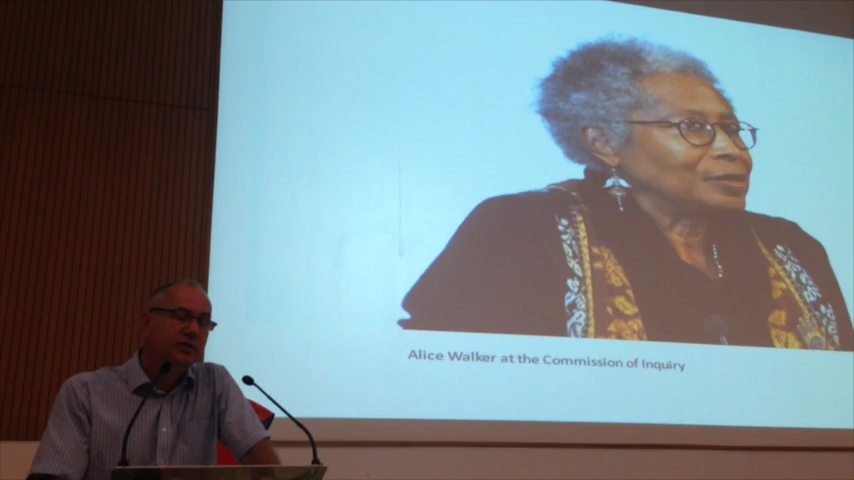 Alice Walker at the Commission of Inquiry